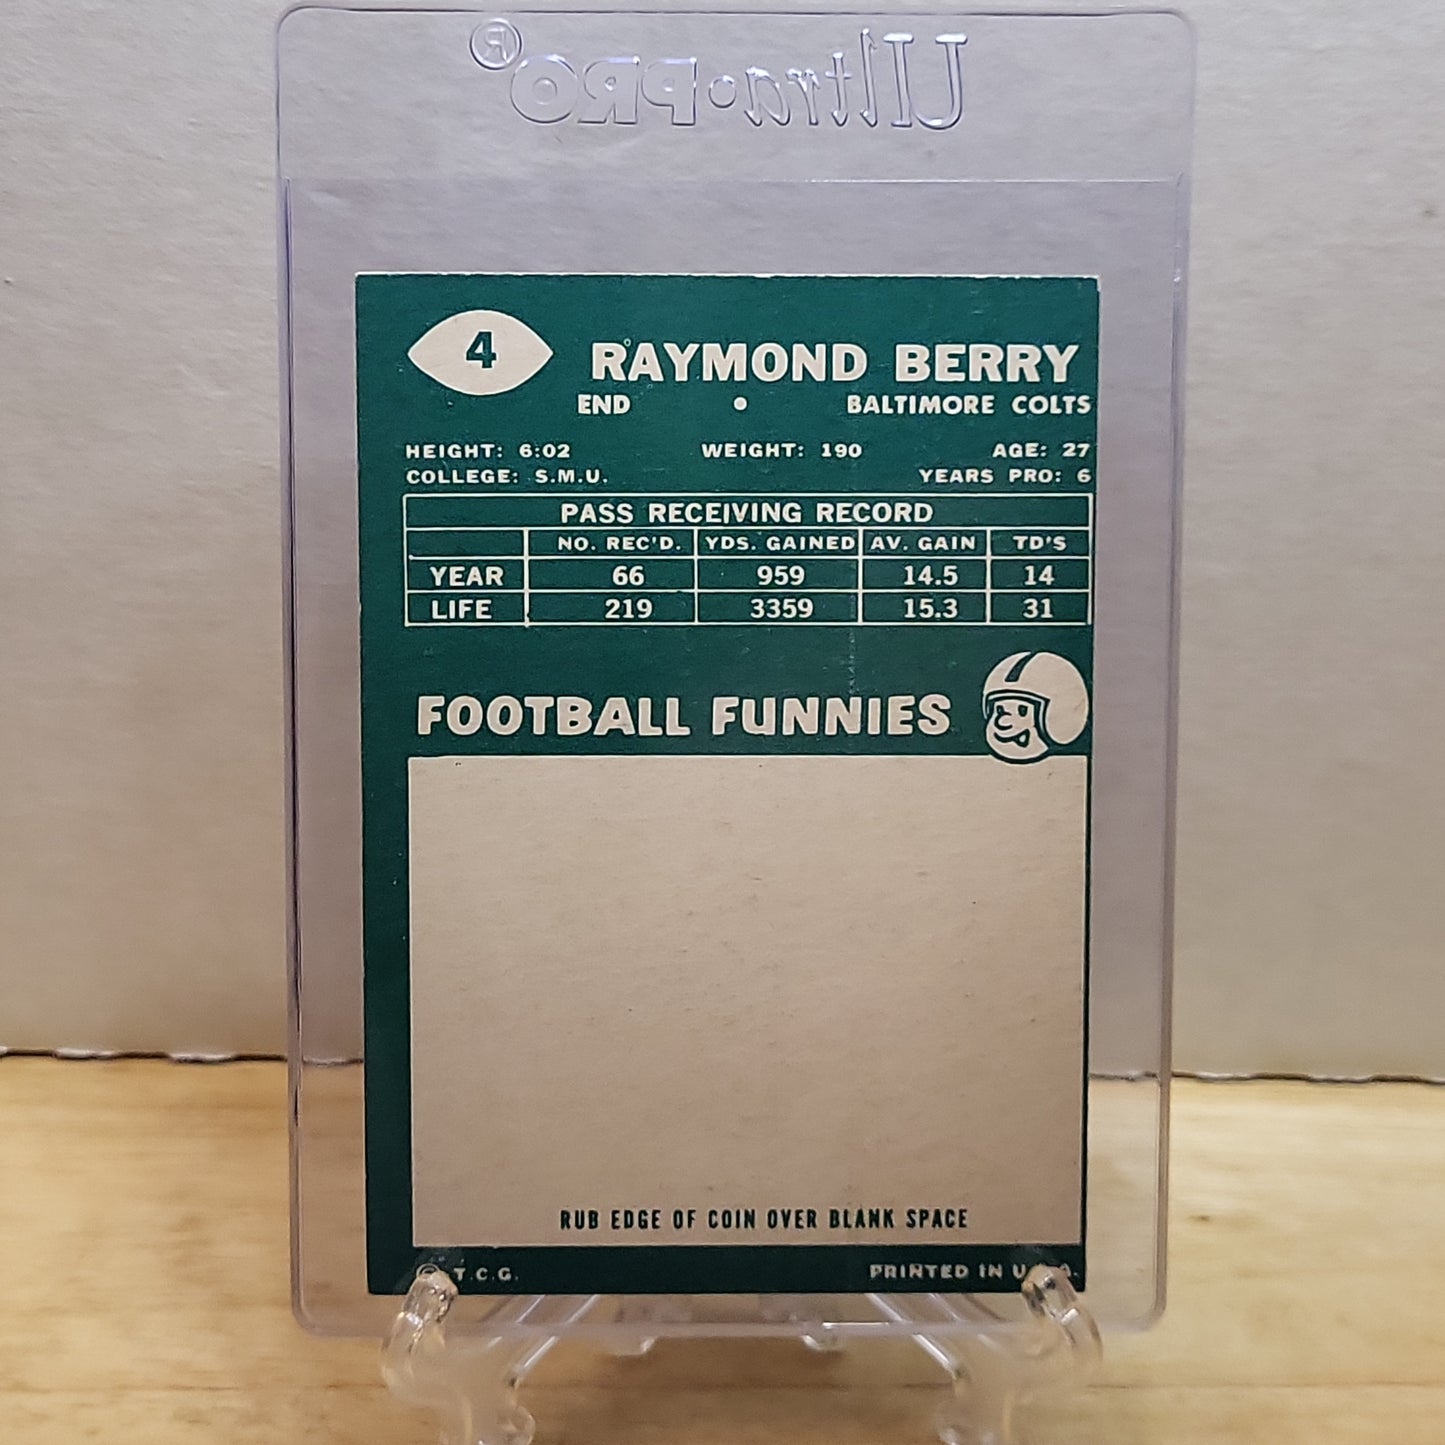 Ultra•PRO®
4
RAYMOND BERRY
END • BALTIMORE COLTS
HEIGHT: 6:02 WEIGHT: 190 AGE: 27
COLLEGE: S.M.U. YEARS PRO: 6
PASS RECEIVING RECORD
NO. REC'D. YDS. GAINED AV. GAIN TD'S
YEAR 66 959 14.5 14
LIFE 219 3359 15.3 31
FOOTBALL FUNNIES
RUB EDGE OF COIN OVER BLANK SPACE
© T.C.G. PRINTED IN U.S.A.